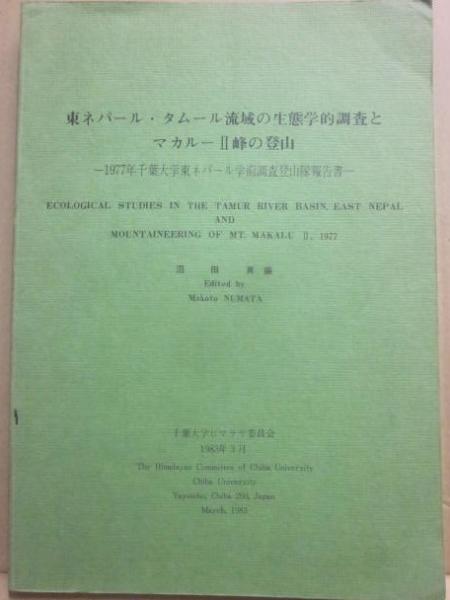 東ネパール・タムール流域の生態学的調査と
マカルーⅡ峰の登山
—1977年千葉大学東ネパール学術調査登山隊報告書—
ECOLOGICAL STUDIES IN THE TAMUR RIVER BASIN, EAST NEPAL
AND
MOUNTAINEERING OF MT. MAKALU Ⅱ, 1977
沼田 真編
Edited by
Makoto NUMATA
千葉大学ヒマラヤ委員会
1983年3月
The Himalayan Committee of Chiba University
Chiba University
Yayoicho, Chiba 260, Japan
March, 1983